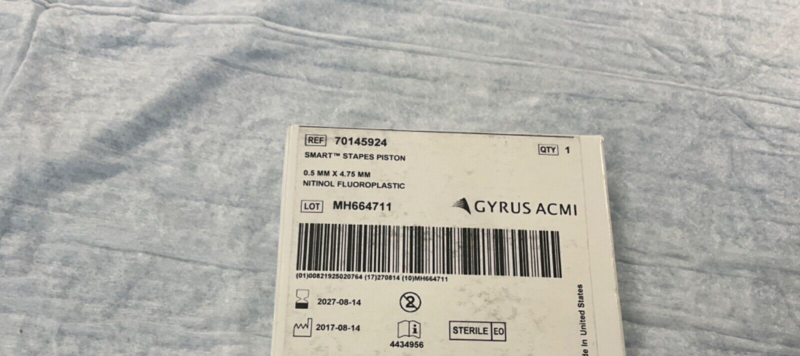 REF 70145924
QTY 1
SMART™ STAPES PISTON
0.5 MM X 4.75 MM
NITINOL FLUOROPLASTIC
LOT MH664711
GYRUS ACMI
(01)00821925020764 (17)270814 (10)MH664711
2027-08-14
2
2017-08-14
i
STERILE EO
4434956
in United States